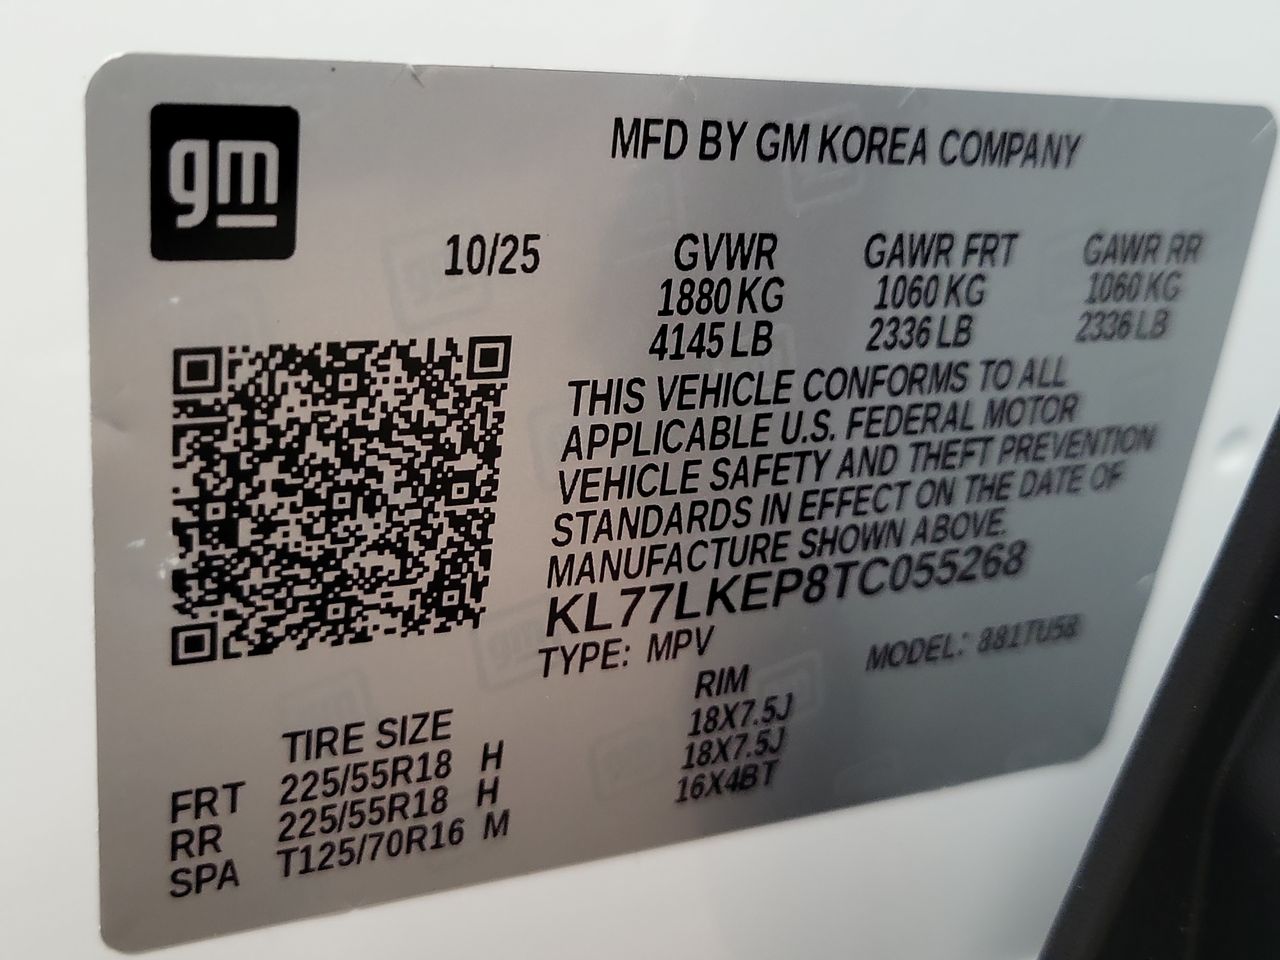 gm
MFD BY GM KOREA COMPANY
10/25
GVWR GAWR FRT GAWR RR
1880 KG 1060 KG 1060 KG
4145 LB 2336 LB 2336 LB
THIS VEHICLE CONFORMS TO ALL
APPLICABLE U.S. FEDERAL MOTOR
VEHICLE SAFETY AND THEFT PREVENTION
STANDARDS IN EFFECT ON THE DATE OF
MANUFACTURE SHOWN ABOVE.
KL77LKEP8TC055268
TYPE: MPV MODEL: 881TU58
TIRE SIZE RIM
FRT 225/55R18 H 18X7.5J
RR 225/55R18 H 18X7.5J
SPA T125/70R16 M 16X4BT